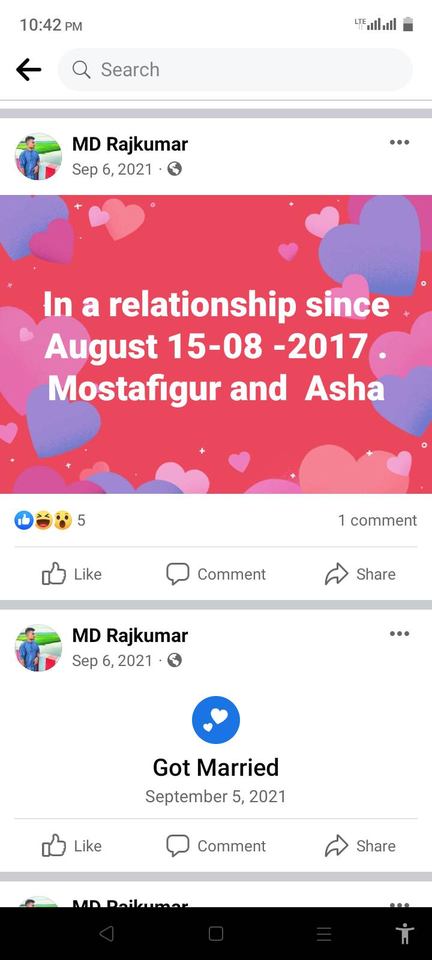 10:42 PM
LTE
Search
MD Rajkumar
Sep 6, 2021 ·
In a relationship since
August 15-08 -2017 .
Mostafigur and  Asha
5
1 comment
Like
Comment
Share
MD Rajkumar
Sep 6, 2021 ·
Got Married
September 5, 2021
Like
Comment
Share
MD Rajkumar